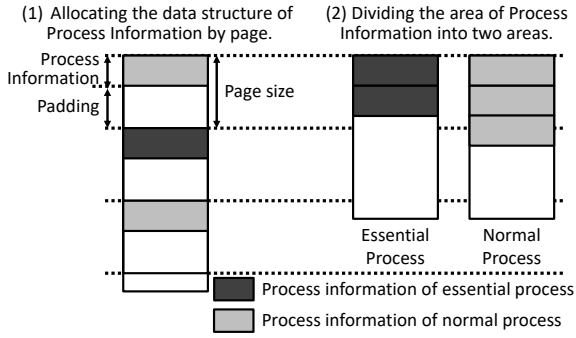 (1) Allocating the data structure of
Process Information by page.
(2) Dividing the area of Process
Information into two areas.
Process
Information
Padding
Page size
Essential
Process
Normal
Process
Process information of essential process
Process information of normal process